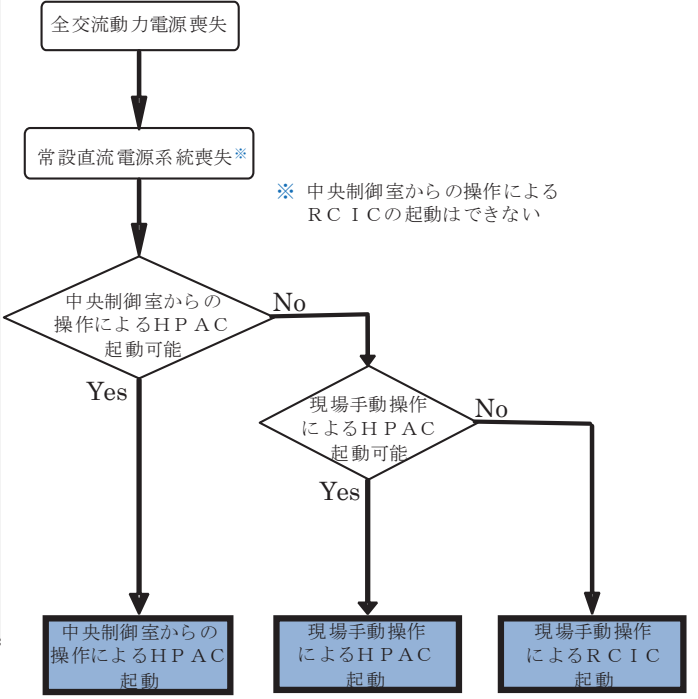 全交流動力電源喪失
常設直流電源系統喪失※
※ 中央制御室からの操作による
ＲＣＩＣの起動はできない
中央制御室からの
操作によるＨＰＡＣ
起動可能
No
Yes
現場手動操作
によるＨＰＡＣ
起動可能
No
Yes
中央制御室からの
操作によるＨＰＡＣ
起動
現場手動操作
によるＨＰＡＣ
起動
現場手動操作
によるＲＣＩＣ
起動